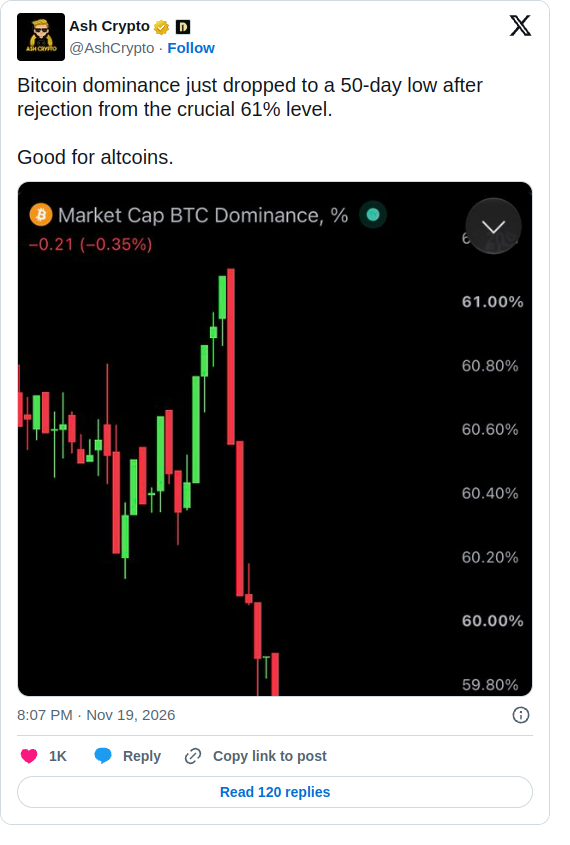 Ash Crypto
@AshCrypto · Follow
ASH CRYPTO
Bitcoin dominance just dropped to a 50-day low after
rejection from the crucial 61% level.
Good for altcoins.
Market Cap BTC Dominance, %
−0.21 (−0.35%)
61.00%
60.80%
60.60%
60.40%
60.20%
60.00%
59.80%
8:07 PM · Nov 19, 2026
1K
Reply
Copy link to post
Read 120 replies